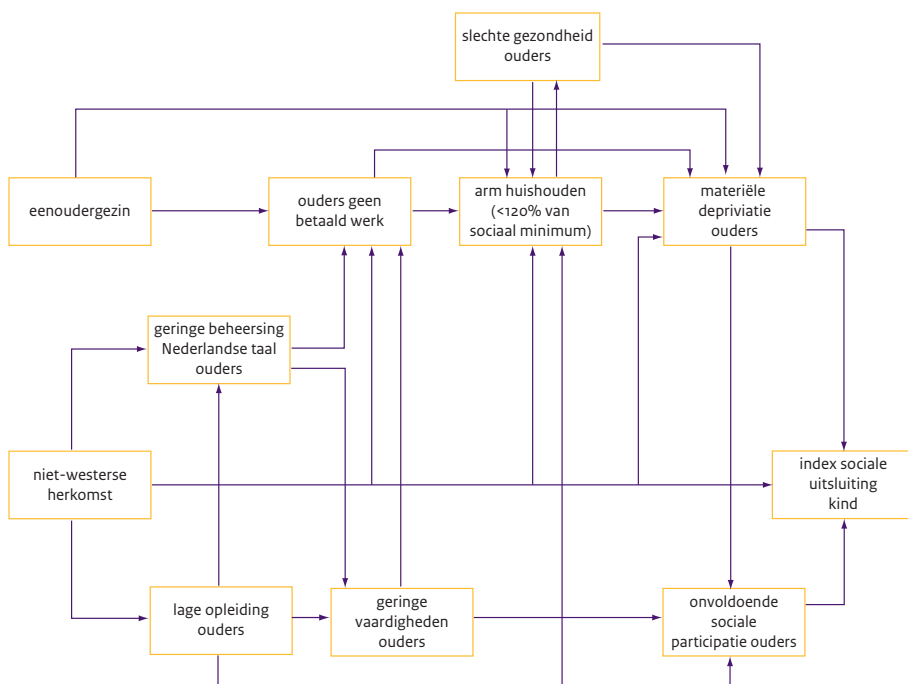 slechte gezondheid
ouders
eenoudergezin
ouders geen
betaald werk
arm huishouden
(<120% van
sociaal minimum)
materiële
depriviatie
ouders
geringe beheersing
Nederlandse taal
ouders
niet-westerse
herkomst
index sociale
uitsluiting
kind
lage opleiding
ouders
geringe
vaardigheden
ouders
onvoldoende
sociale
participatie ouders